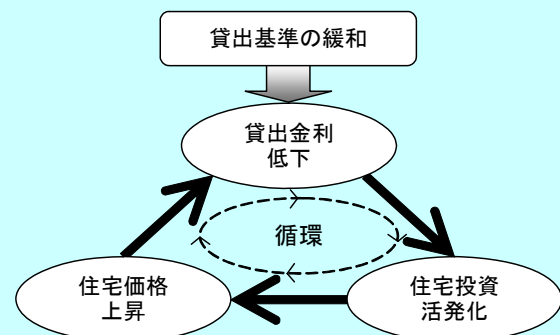 貸出基準の緩和
貸出金利
低下
循環
住宅価格
上昇
住宅投資
活発化